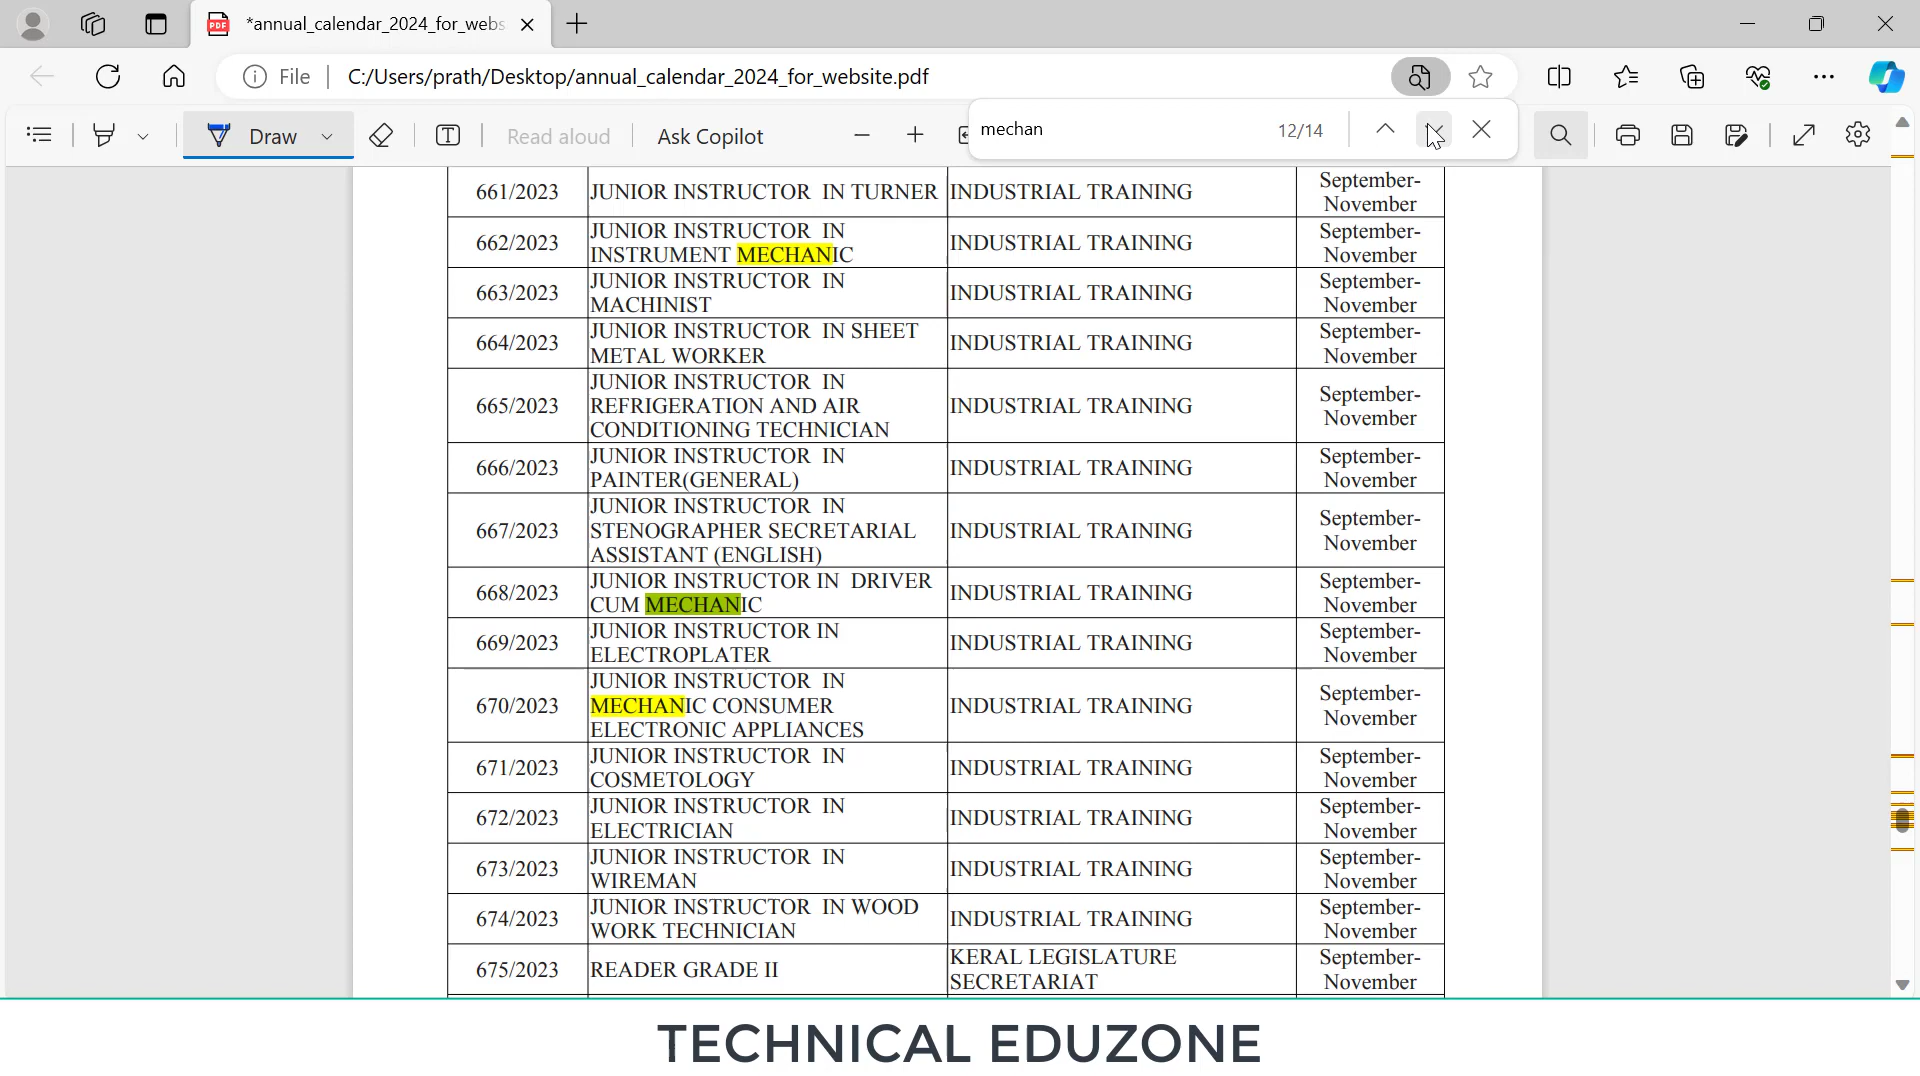 *annual_calendar_2024_for_webs
File
C:/Users/prath/Desktop/annual_calendar_2024_for_website.pdf
Draw
Read aloud
Ask Copilot
mechan
12/14
661/2023 JUNIOR INSTRUCTOR IN TURNER INDUSTRIAL TRAINING September-
November
662/2023 JUNIOR INSTRUCTOR IN
INSTRUMENT MECHANIC INDUSTRIAL TRAINING September-
November
663/2023 JUNIOR INSTRUCTOR IN
MACHINIST INDUSTRIAL TRAINING September-
November
664/2023 JUNIOR INSTRUCTOR IN SHEET
METAL WORKER INDUSTRIAL TRAINING September-
November
665/2023 JUNIOR INSTRUCTOR IN
REFRIGERATION AND AIR
CONDITIONING TECHNICIAN INDUSTRIAL TRAINING September-
November
666/2023 JUNIOR INSTRUCTOR IN
PAINTER(GENERAL) INDUSTRIAL TRAINING September-
November
667/2023 JUNIOR INSTRUCTOR IN
STENOGRAPHER SECRETARIAL
ASSISTANT (ENGLISH) INDUSTRIAL TRAINING September-
November
668/2023 JUNIOR INSTRUCTOR IN DRIVER
CUM MECHANIC INDUSTRIAL TRAINING September-
November
669/2023 JUNIOR INSTRUCTOR IN
ELECTROPLATER INDUSTRIAL TRAINING September-
November
670/2023 JUNIOR INSTRUCTOR IN
MECHANIC CONSUMER
ELECTRONIC APPLIANCES INDUSTRIAL TRAINING September-
November
671/2023 JUNIOR INSTRUCTOR IN
COSMETOLOGY INDUSTRIAL TRAINING September-
November
672/2023 JUNIOR INSTRUCTOR IN
ELECTRICIAN INDUSTRIAL TRAINING September-
November
673/2023 JUNIOR INSTRUCTOR IN
WIREMAN INDUSTRIAL TRAINING September-
November
674/2023 JUNIOR INSTRUCTOR IN WOOD
WORK TECHNICIAN INDUSTRIAL TRAINING September-
November
675/2023 READER GRADE II KERAL LEGISLATURE
SECRETARIAT September-
November
TECHNICAL EDUZONE